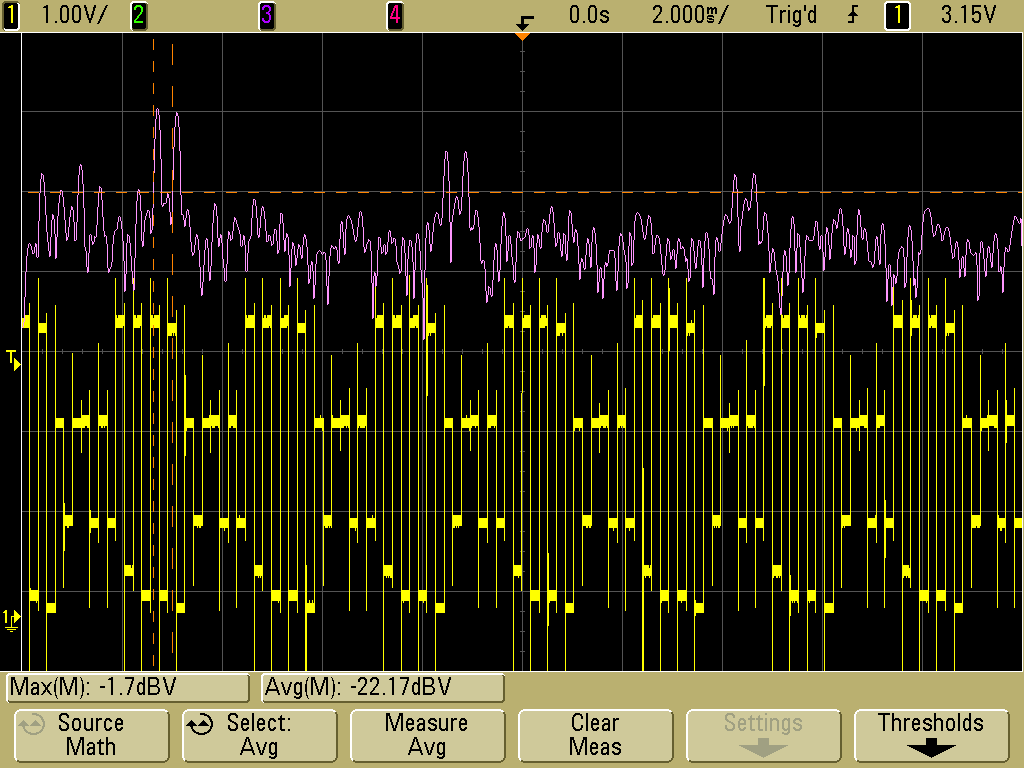 1 1.00V/ 2 3 4 0.0s 2.000ms/ Trig'd 1 3.15V
T
1
Max(M): -1.7dBV Avg(M): -22.17dBV
Source Select: Measure Clear Settings Thresholds
Math Avg Avg Meas